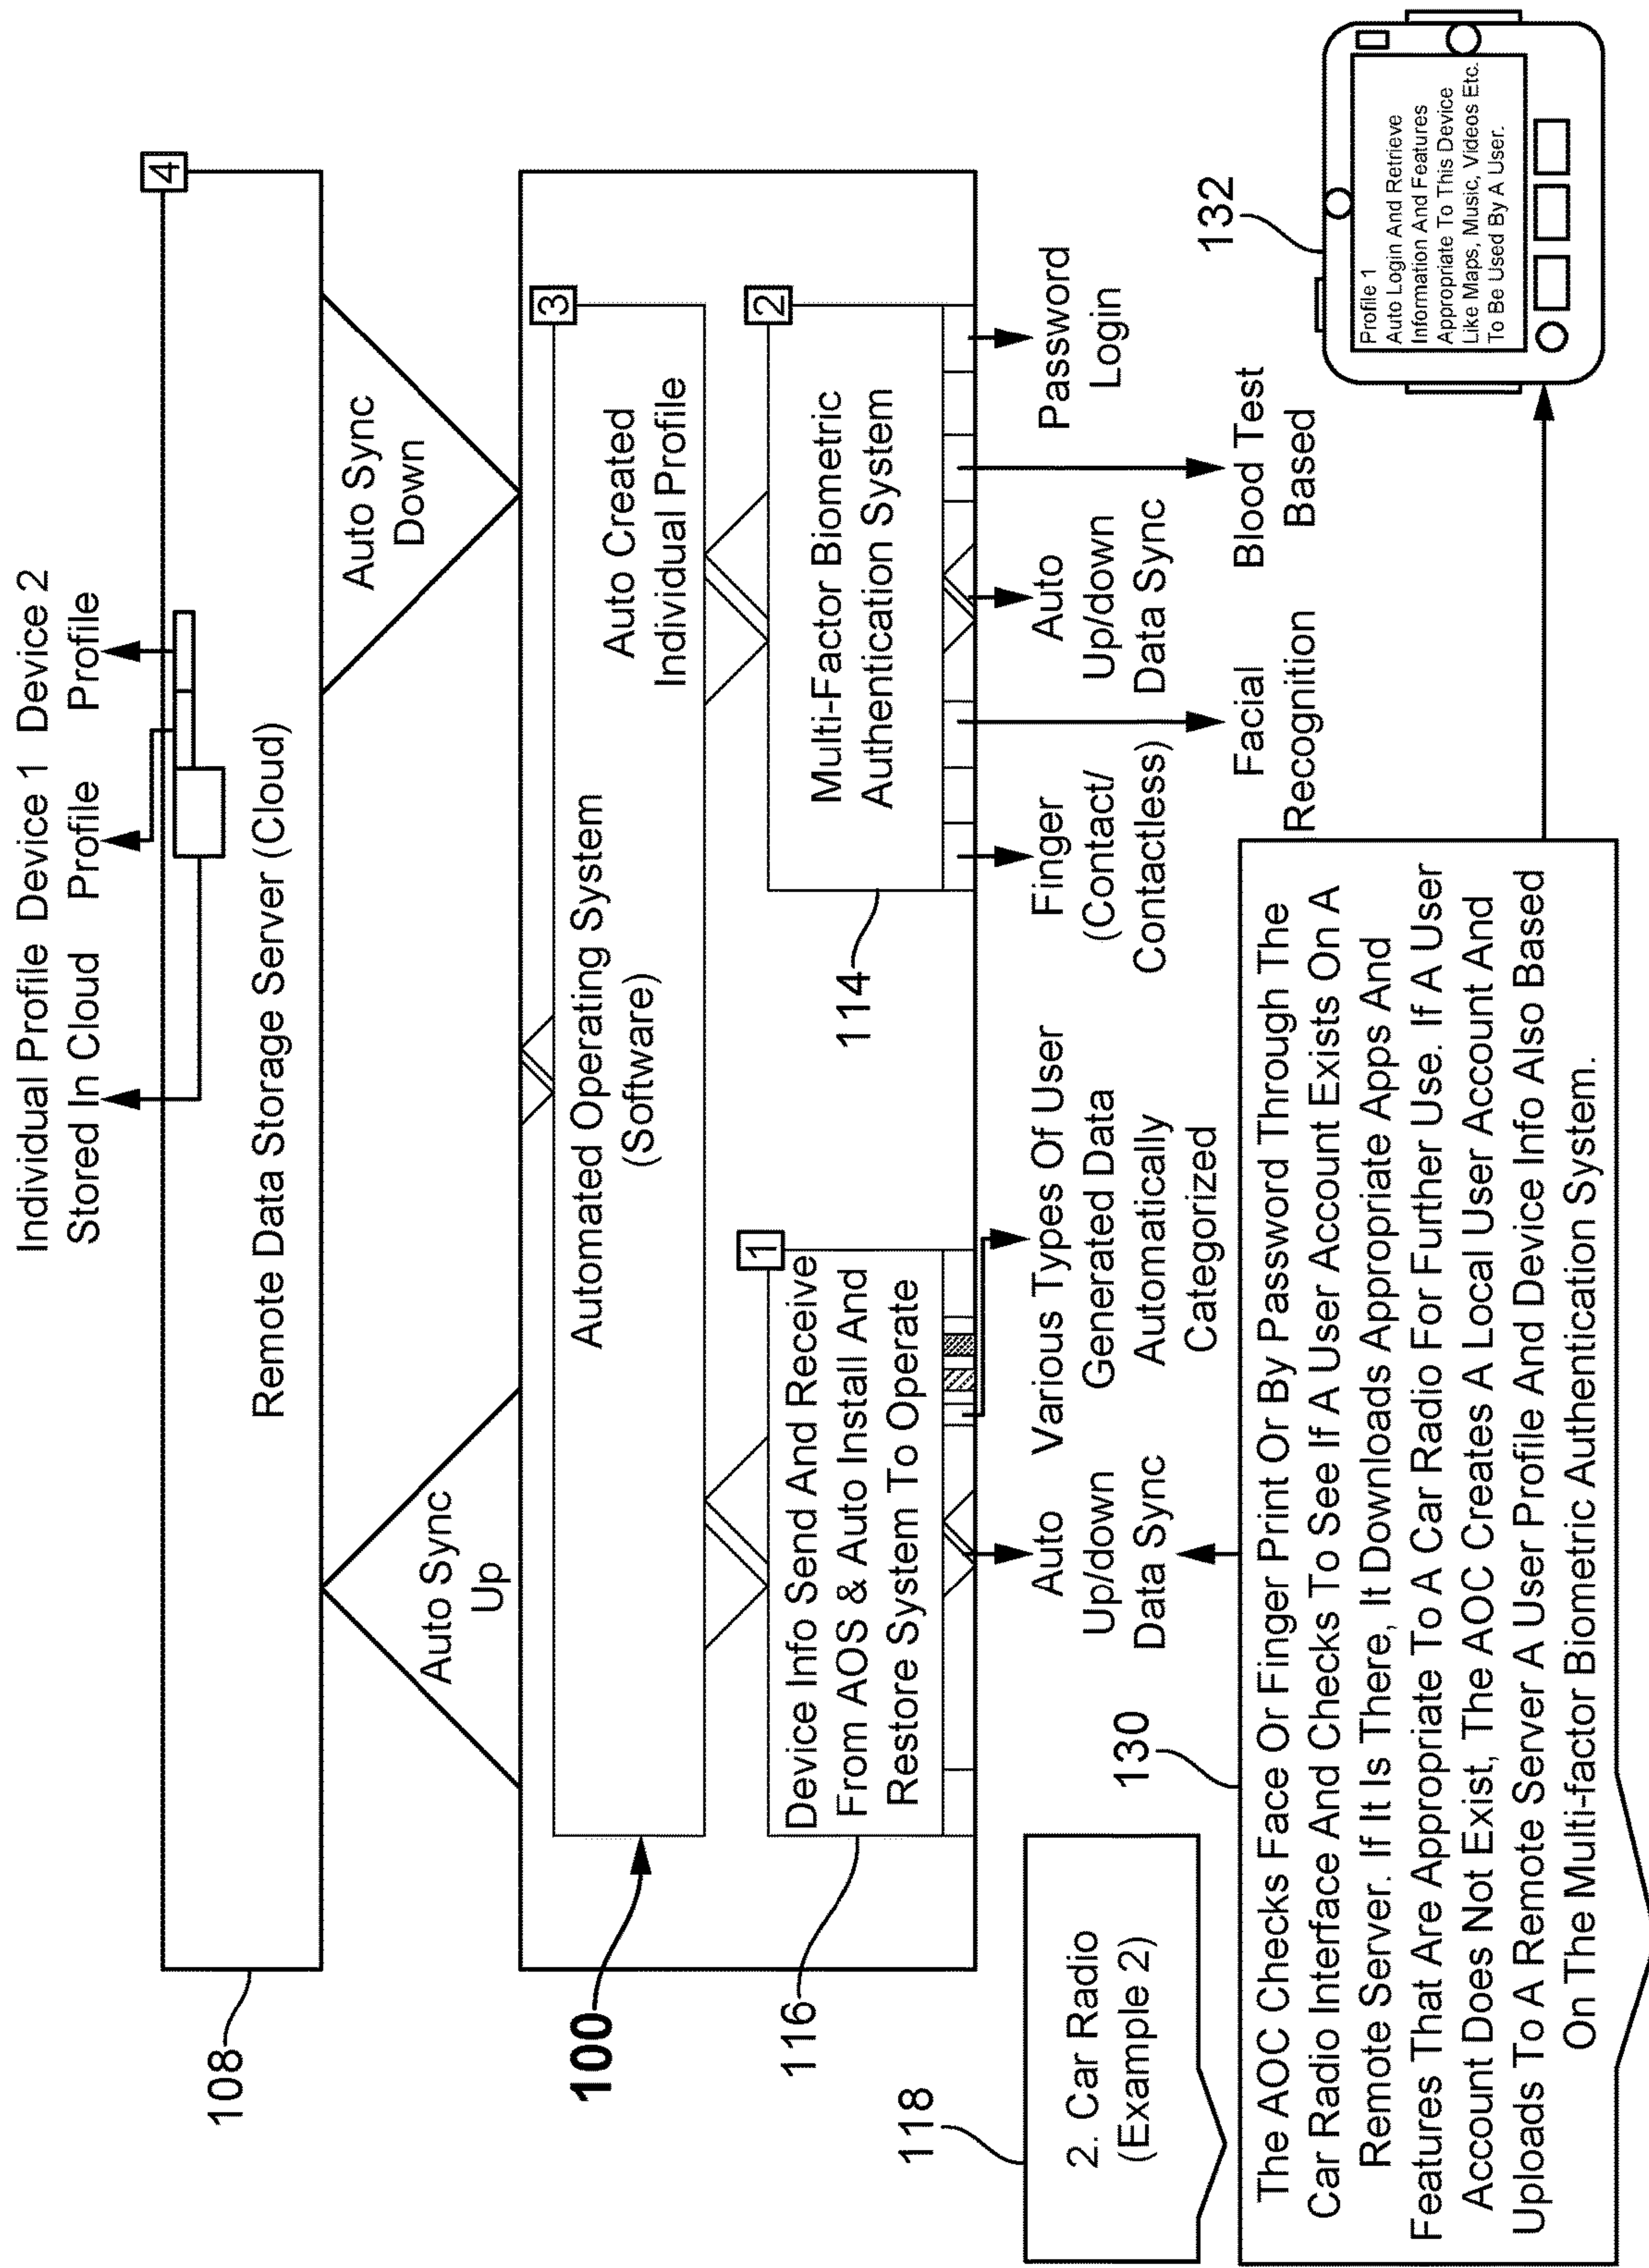 Individual Profile Device 1 Device 2
Stored In Cloud Profile Profile
4
Remote Data Storage Server (Cloud)
108
Auto Sync
Up
Auto Sync
Down
100
3
Automated Operating System
(Software)
Auto Created
Individual Profile
116
1
Device Info Send And Receive
From AOS & Auto Install And
Restore System To Operate
114
2
Multi-Factor Biometric
Authentication System
Auto
Up/down
Data Sync
Various Types Of User
Generated Data
Automatically
Categorized
Finger
(Contact/
Contactless)
Facial
Recognition
Auto
Up/down
Data Sync
Blood Test
Based
Password
Login
118
2. Car Radio
(Example 2)
130
The AOC Checks Face Or Finger Print Or By Password Through The
Car Radio Interface And Checks To See If A User Account Exists On A
Remote Server. If It Is There, It Downloads Appropriate Apps And
Features That Are Appropriate To A Car Radio For Further Use. If A User
Account Does Not Exist, The AOC Creates A Local User Account And
Uploads To A Remote Server A User Profile And Device Info Also Based
On The Multi-factor Biometric Authentication System.
132
Profile 1
Auto Login And Retrieve
Information And Features
Appropriate To This Device
Like Maps, Music, Videos Etc.
To Be Used By A User.